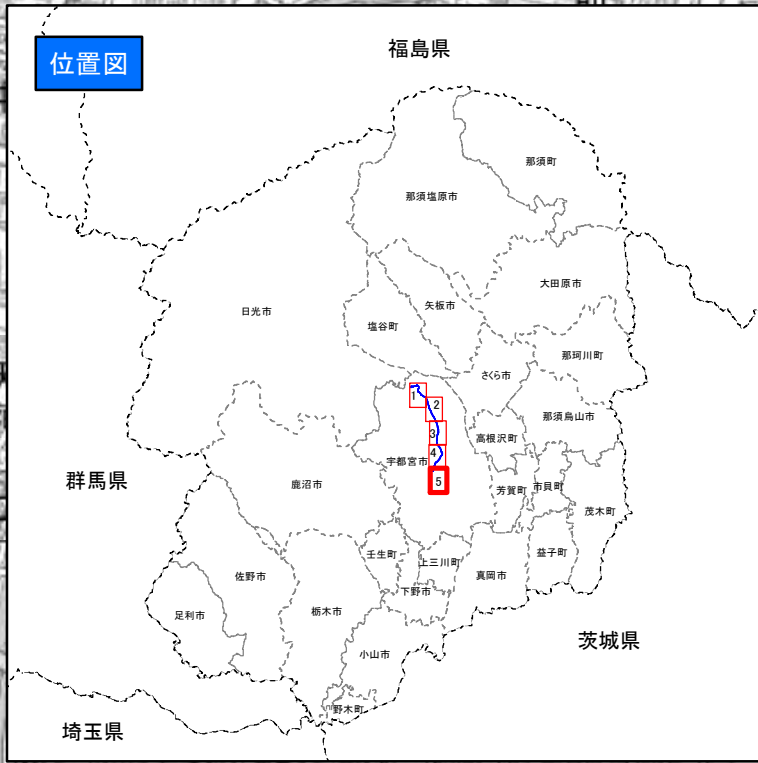 位置図
福島県
那須町
那須塩原市
大田原市
日光市
矢板市
塩谷町
那珂川町
さくら市
1
2
那須烏山市
3
高根沢町
4
宇都宮市
群馬県
5
鹿沼市
芳賀町
市貝町
茂木町
壬生町
上三川町
益子町
佐野市
真岡市
下野市
足利市
栃木市
茨城県
小山市
野木町
埼玉県